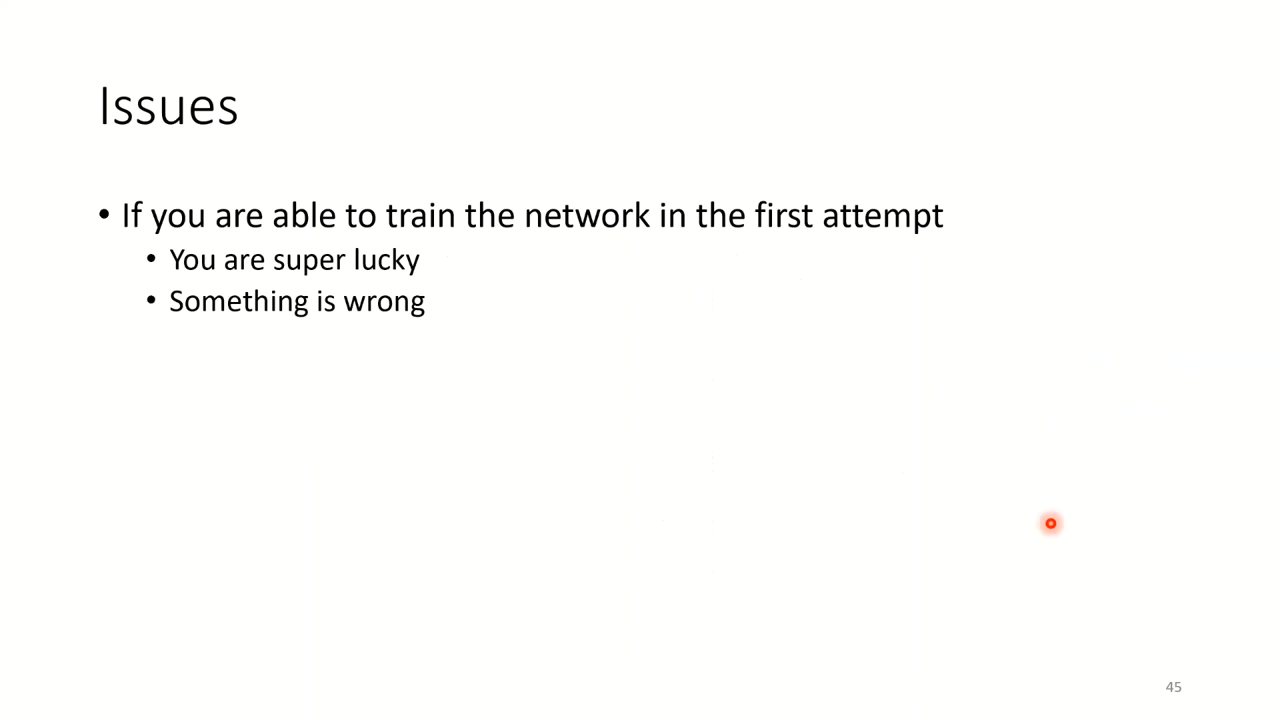 Issues
• If you are able to train the network in the first attempt
• You are super lucky
• Something is wrong
45